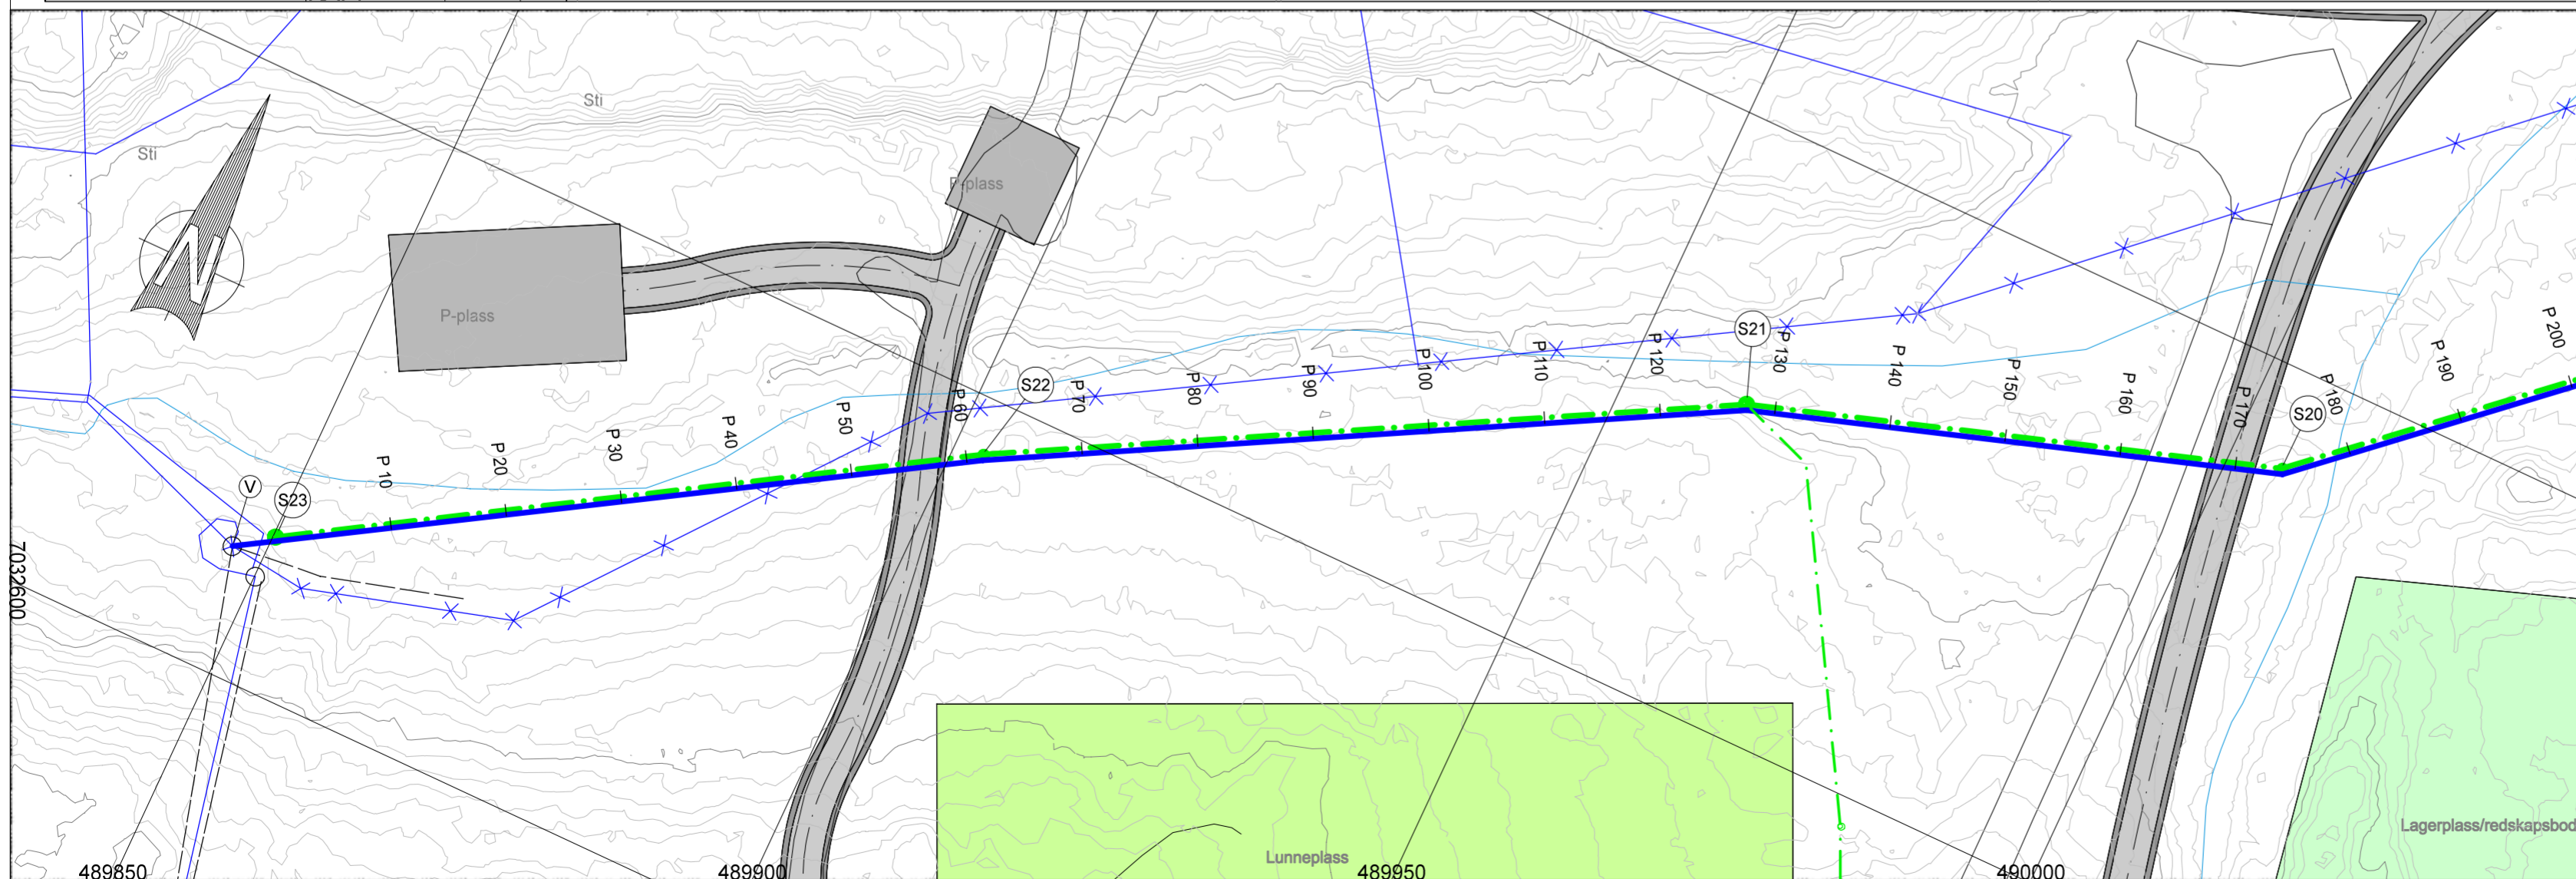 Sti
Sti
P-plass
P-plass
N
S21
S22
S20
S23
V
P 10
P 20
P 30
P 40
P 50
P 60
P 70
P 80
P 90
P 100
P 110
P 120
P 130
P 140
P 150
P 160
P 170
P 180
P 190
P 200
7032600
Lunneplass
Lagerplass/redskapsbod
489850
489900
489950
490000